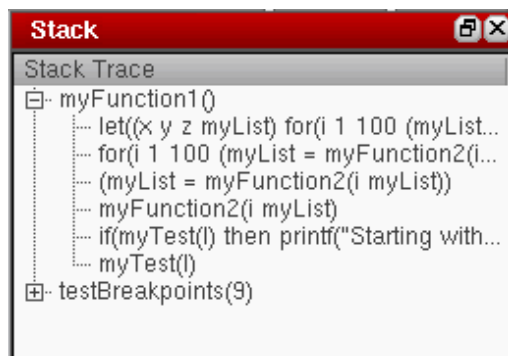 Stack
Stack Trace
myFunction1()
let((x y z myList) for(i 1 100 (myList...
for(i 1 100 (myList = myFunction2(i...
(myList = myFunction2(i myList))
myFunction2(i myList)
if(myTest(l) then printf("Starting with...
myTest(l)
testBreakpoints(9)